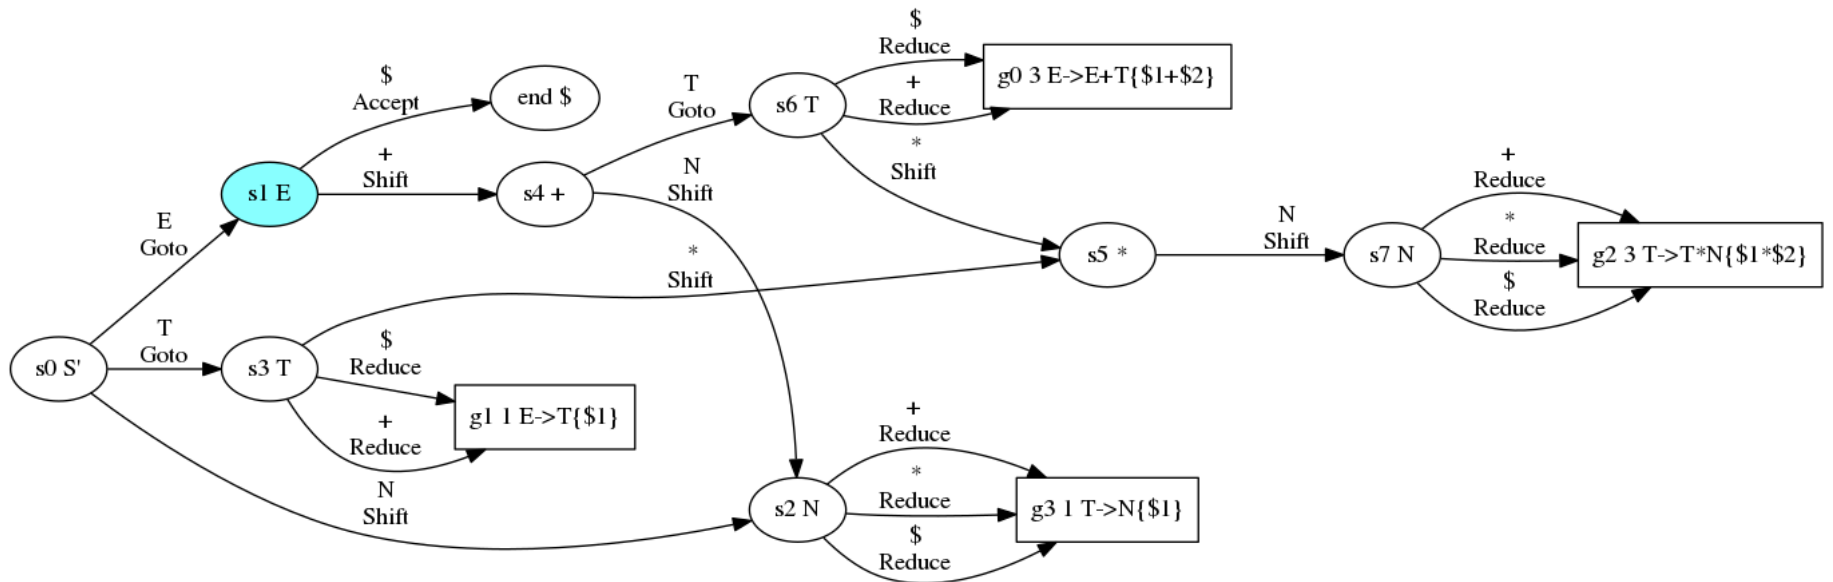 $
Reduce
g0 3 E->E+T{$1+$2}
+
Reduce
$
Accept
end $
T
Goto
s6 T
*
Shift
+
Shift
s1 E
s4 +
N
Shift
+
Reduce
E
Goto
*
Shift
s5 *
N
Shift
s7 N
*
Reduce
g2 3 T->T*N{$1*$2}
$
Reduce
s0 S'
T
Goto
s3 T
$
Reduce
g1 1 E->T{$1}
+
Reduce
N
Shift
s2 N
+
Reduce
*
Reduce
g3 1 T->N{$1}
$
Reduce